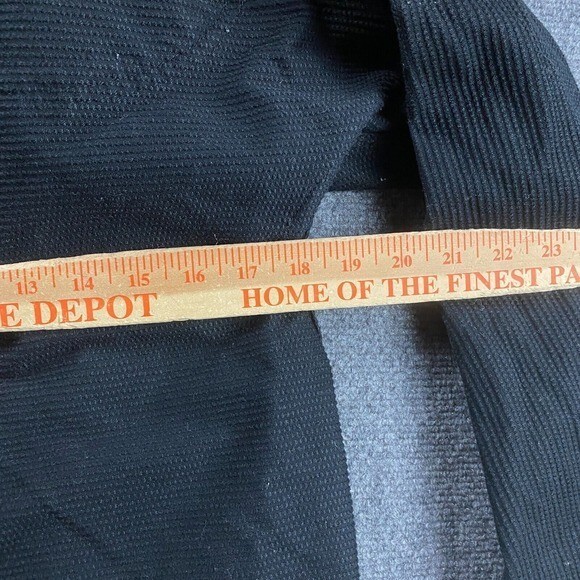 13 14 15 16 17 18 19 20 21 22 23
E DEPOT HOME OF THE FINEST PA